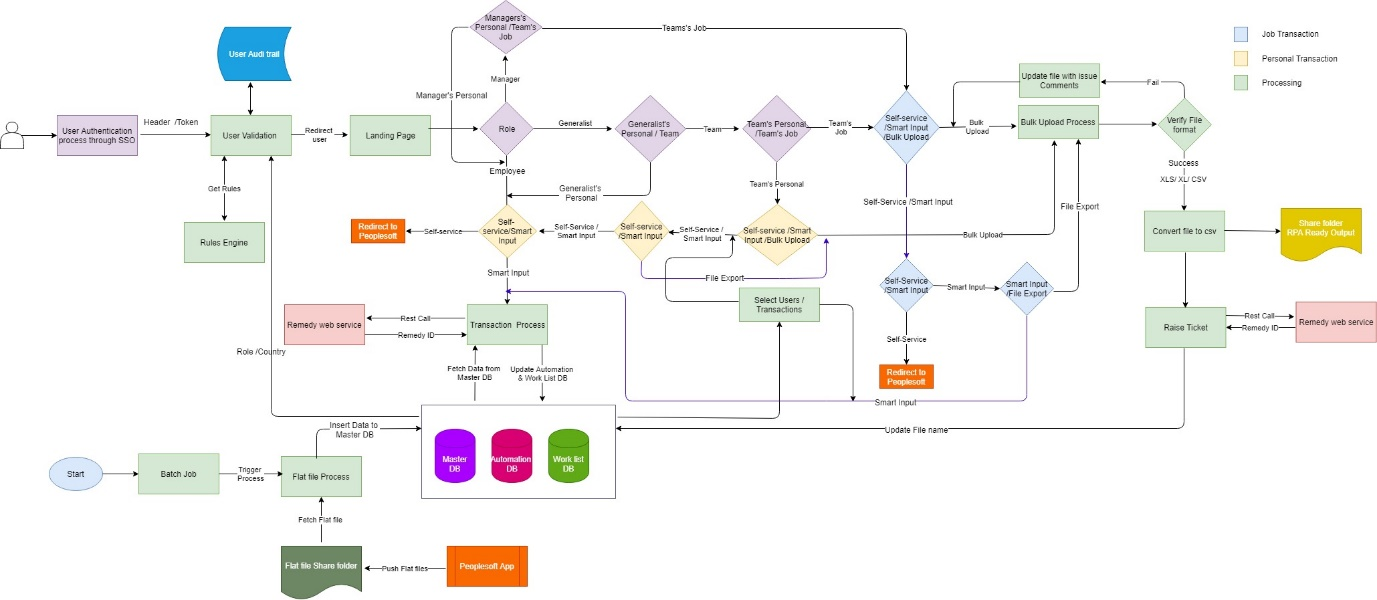 Managers's
Personal /Team's
Job
Teams's Job
Job Transaction
Personal Transaction
Processing
User Audi trail
Manager
Manager's Personal
Update file with issue
Comments
Fail
User Authentication
process through SSO
Header /Token
User Validation
Redirect
user
Landing Page
Role
Generalist
Generalist's
Personal / Team
Team
Team's Personal
/Team's Job
Team's
Job
Self-service
/Smart Input
/Bulk Upload
Bulk
Upload
Bulk Upload Process
Verify File
format
Employee
Success
XLS/ XL/ CSV
Get Rules
Generalist's
Personal
Team's Personal
Self-Service /Smart Input
File Export
Rules Engine
Redirect to
Peoplesoft
Self-service
Self-
service/Smart
Input
Self-Service /
Smart Input
Self-service
/Smart Input
Self-Service /
Smart Input
Self-service /Smart
Input /Bulk Upload
Bulk Upload
Convert file to csv
Share folder
RPA Ready Output
Smart Input
File Export
Self-Service
/Smart Input
Smart Input
Smart Input
/File Export
Select Users /
Transactions
Remedy web service
Rest Call
Remedy ID
Transaction Process
Raise Ticket
Rest Call
Remedy ID
Remedy web service
Role /Country
Self-Service
Fetch Data from
Master DB
Update Automation
& Work List DB
Redirect to
Peoplesoft
Smart Input
Insert Data to
Master DB
Update File name
Master
DB
Automation
DB
Work list
DB
Start
Batch Job
Trigger
Process
Flat file Process
Fetch Flat file
Flat file Share folder
Push Flat files
Peoplesoft App